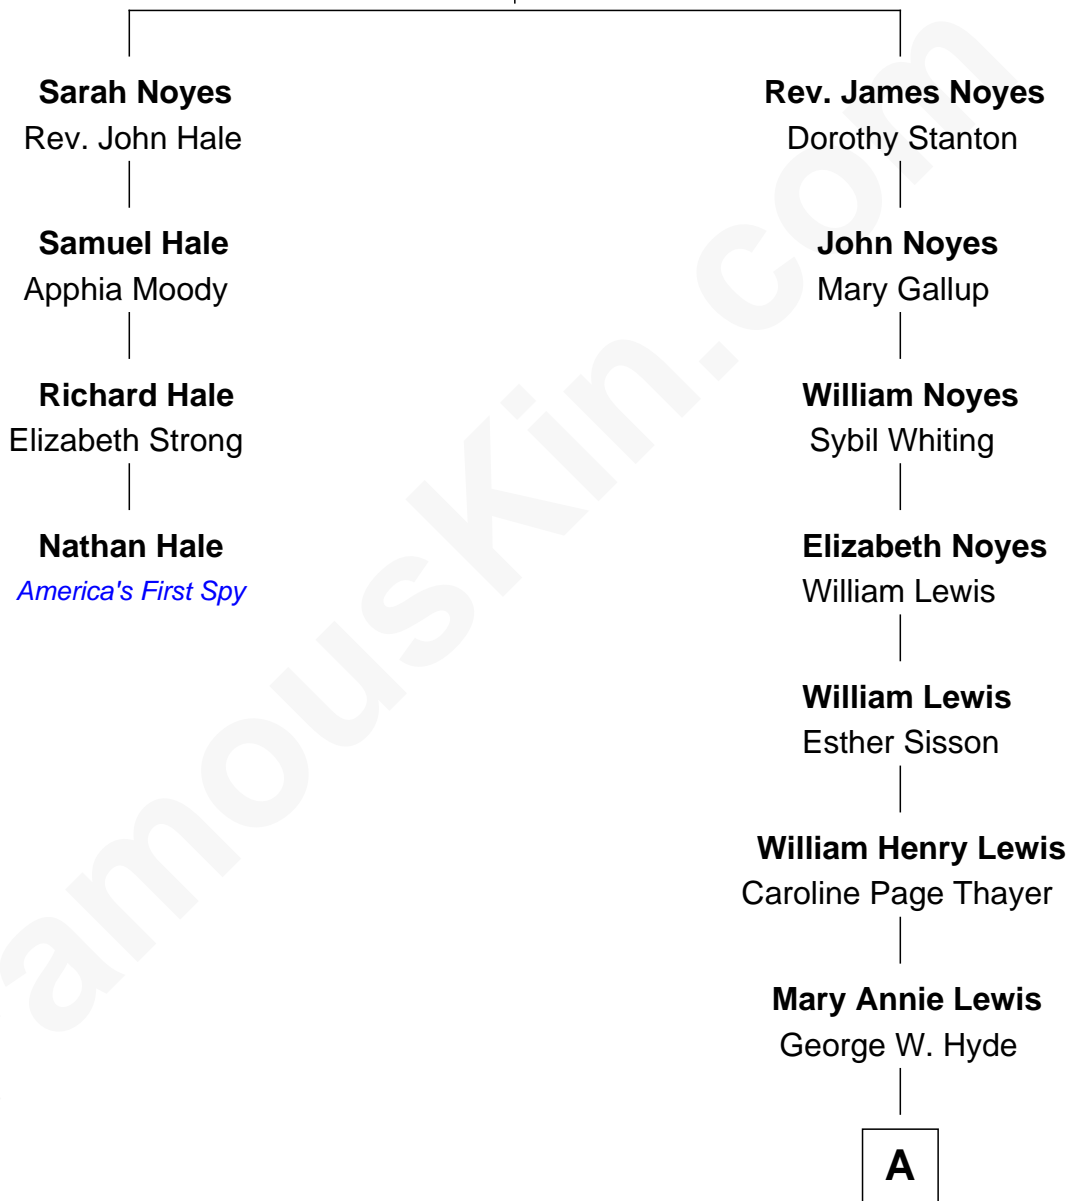 Sarah Noyes
Rev. John Hale
Samuel Hale
Apphia Moody
Richard Hale
Elizabeth Strong
Nathan Hale
America's First Spy
Rev. James Noyes
Dorothy Stanton
John Noyes
Mary Gallup
William Noyes
Sybil Whiting
Elizabeth Noyes
William Lewis
William Lewis
Esther Sisson
William Henry Lewis
Caroline Page Thayer
Mary Annie Lewis
George W. Hyde
A
amouskin.com